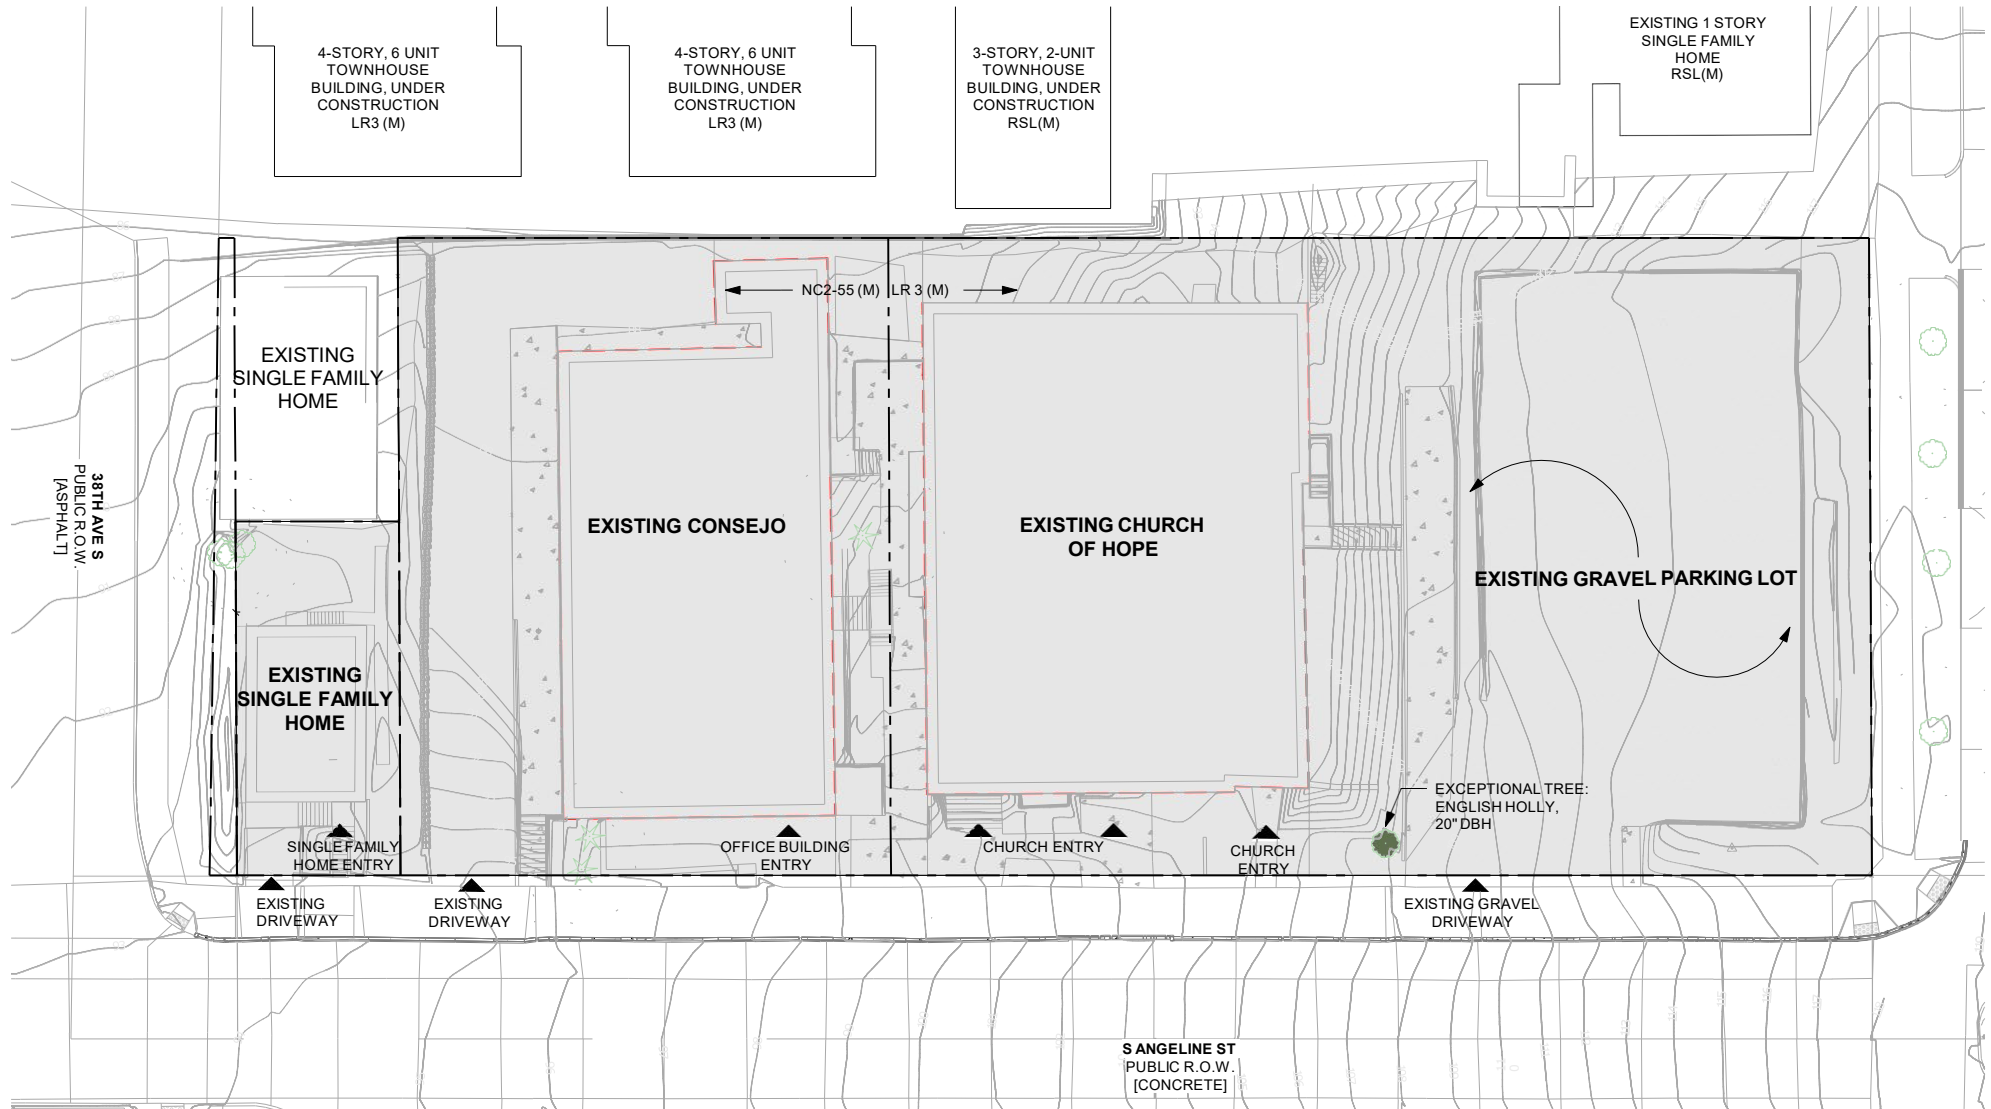 4-STORY, 6 UNIT
TOWNHOUSE
BUILDING, UNDER
CONSTRUCTION
LR3 (M)
4-STORY, 6 UNIT
TOWNHOUSE
BUILDING, UNDER
CONSTRUCTION
LR3 (M)
3-STORY, 2-UNIT
TOWNHOUSE
BUILDING, UNDER
CONSTRUCTION
RSL(M)
EXISTING 1 STORY
SINGLE FAMILY
HOME
RSL(M)
NC2-55 (M)
LR 3 (M)
EXISTING
SINGLE FAMILY
HOME
38TH AVE S
PUBLIC R.O.W.
[ASPHALT]
EXISTING CONSEJO
EXISTING CHURCH
OF HOPE
EXISTING GRAVEL PARKING LOT
EXISTING
SINGLE FAMILY
HOME
EXCEPTIONAL TREE:
ENGLISH HOLLY,
20" DBH
SINGLE FAMILY
HOME ENTRY
OFFICE BUILDING
ENTRY
CHURCH ENTRY
CHURCH
ENTRY
EXISTING
DRIVEWAY
EXISTING
DRIVEWAY
EXISTING GRAVEL
DRIVEWAY
S ANGELINE ST
PUBLIC R.O.W.
[CONCRETE]